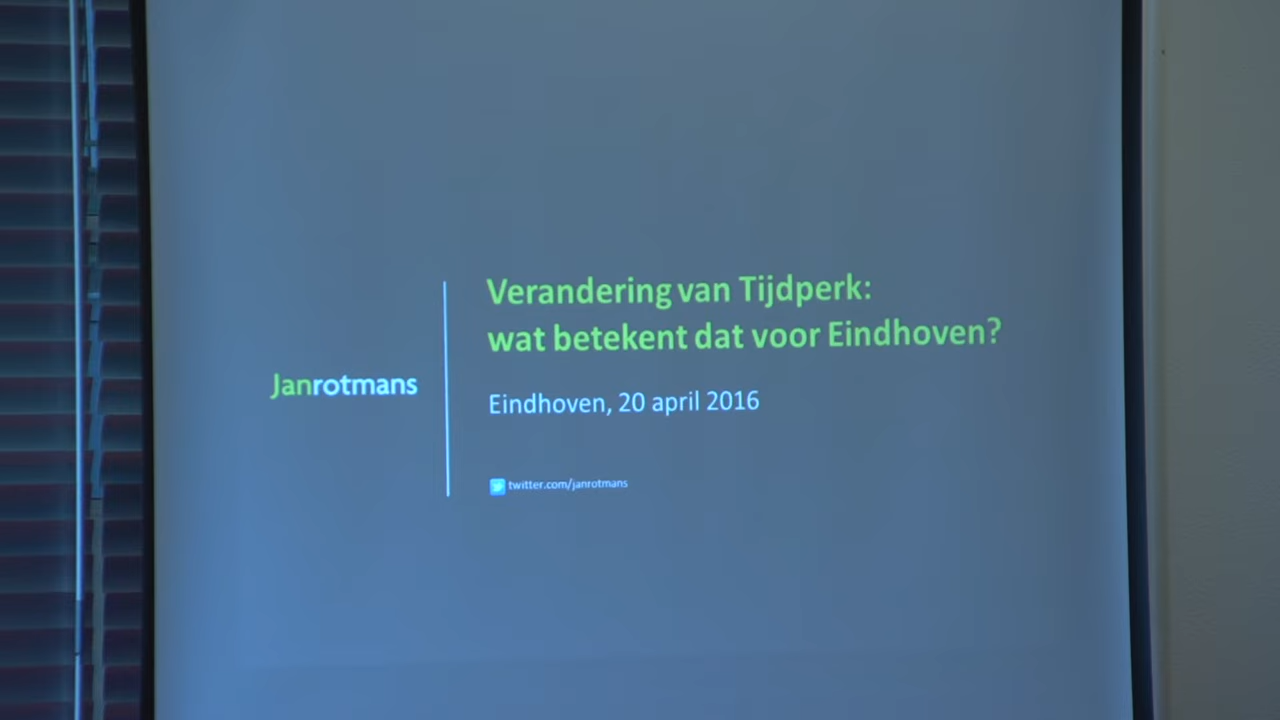 Verandering van Tijdperk:
wat betekent dat voor Eindhoven?
Janrotmans
Eindhoven, 20 april 2016
twitter.com/janrotmans